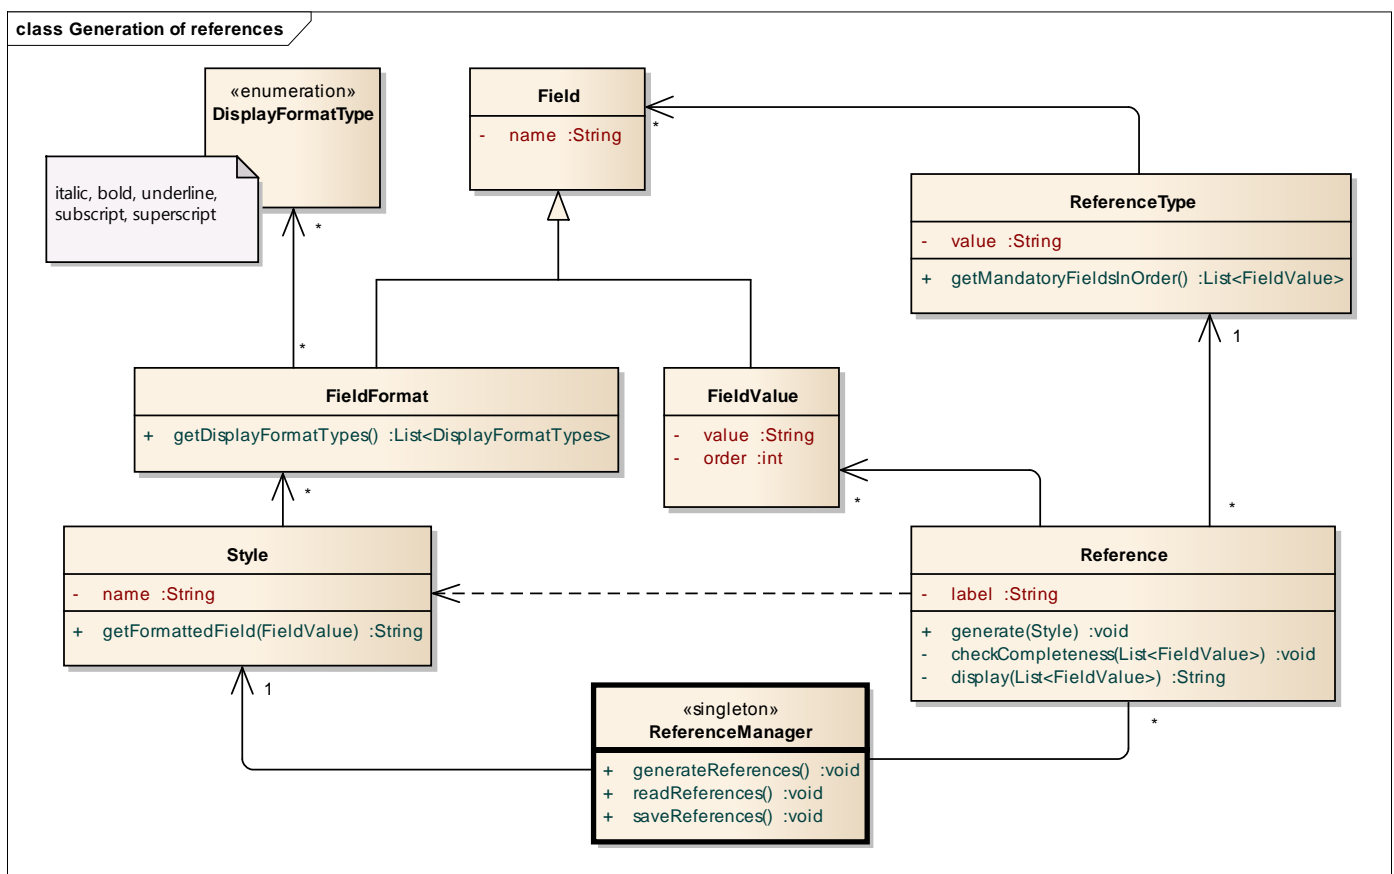 class Generation of references
«enumeration»
DisplayFormatType
italic, bold, underline,
subscript, superscript
*
*
Field
- name :String
*
ReferenceType
- value :String
+ getMandatoryFieldsInOrder() :List<FieldValue>
1
*
FieldFormat
+ getDisplayFormatTypes() :List<DisplayFormatTypes>
*
FieldValue
- value :String
- order :int
*
Style
- name :String
+ getFormattedField(FieldValue) :String
1
Reference
- label :String
+ generate(Style) :void
- checkCompleteness(List<FieldValue>) :void
- display(List<FieldValue>) :String
*
«singleton»
ReferenceManager
+ generateReferences() :void
+ readReferences() :void
+ saveReferences() :void